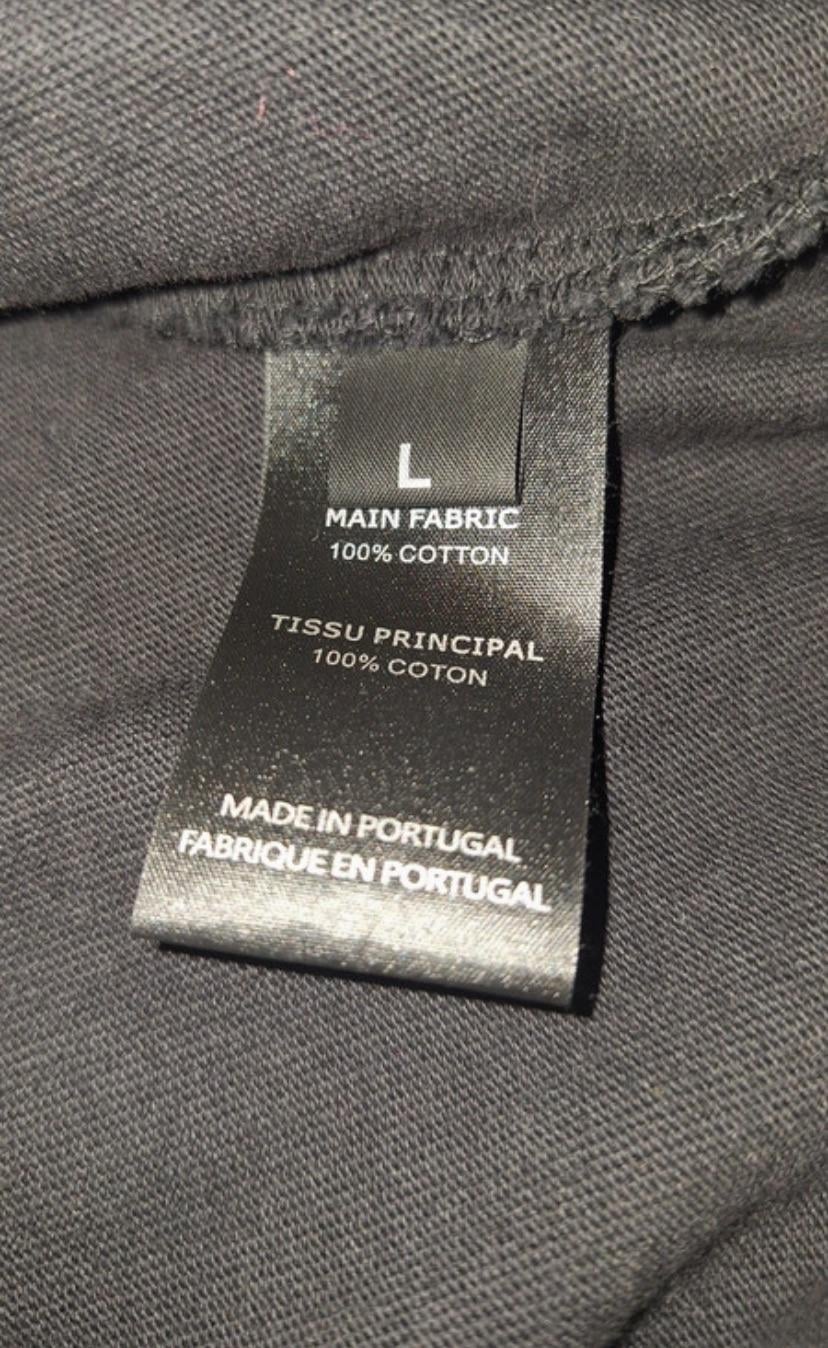 L
MAIN FABRIC
100% COTTON
TISSU PRINCIPAL
100% COTON
MADE IN PORTUGAL
FABRIQUE EN PORTUGAL